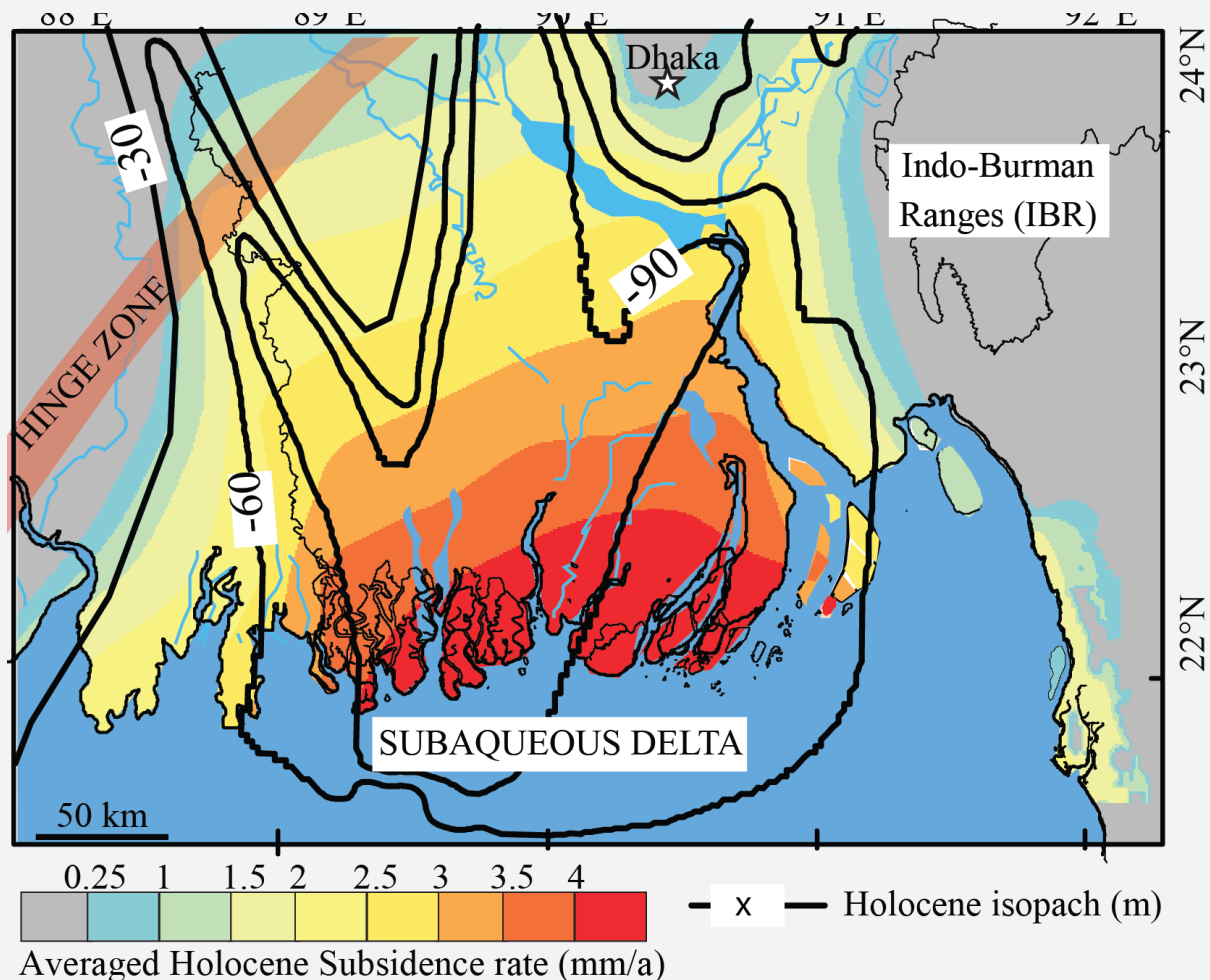 88°E 89°E 90°E 91°E 92°E
24°N
Dhaka
-30
Indo-Burman
Ranges (IBR)
-90
HINGE ZONE
23°N
-60
22°N
SUBAQUEOUS DELTA
50 km
0.25 1 1.5 2 2.5 3 3.5 4
x Holocene isopach (m)
Averaged Holocene Subsidence rate (mm/a)